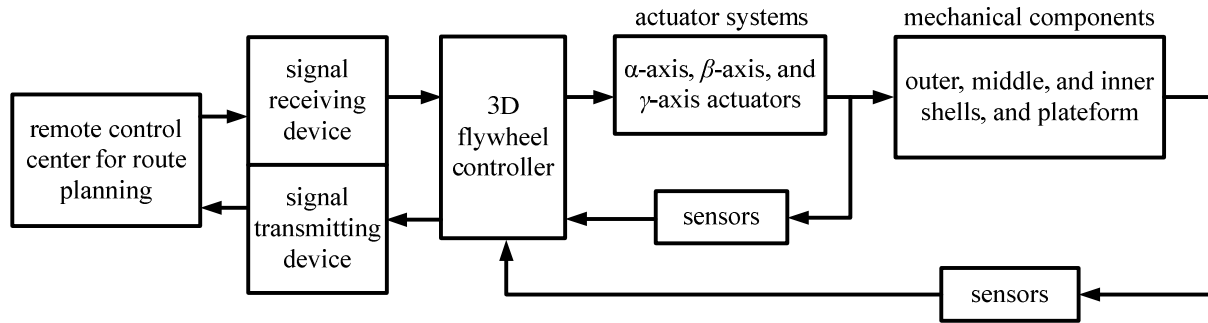 actuator systems
mechanical components
remote control
center for route
planning
signal
receiving
device
signal
transmitting
device
3D
flywheel
controller
α-axis, β-axis, and
γ-axis actuators
outer, middle, and inner
shells, and plateform
sensors
sensors